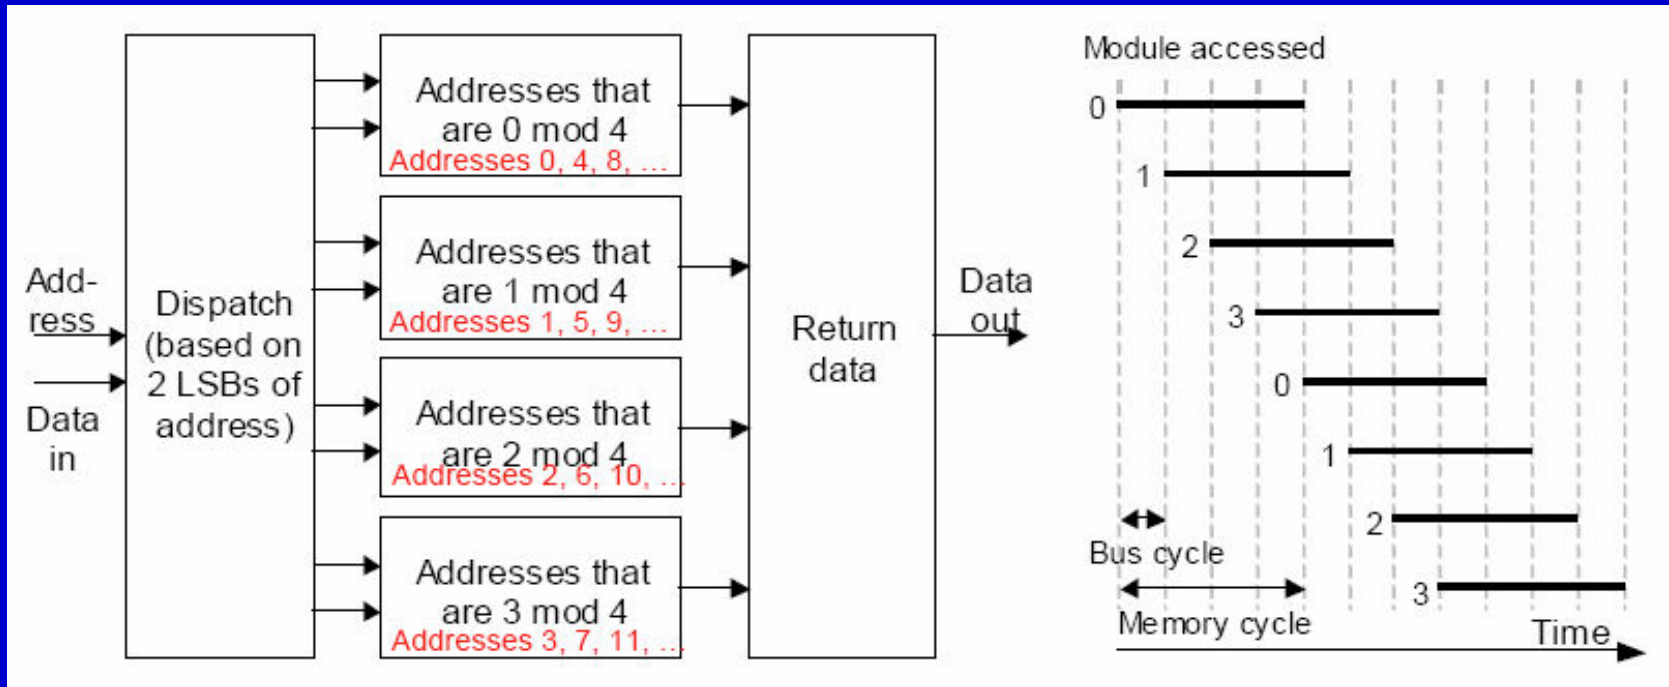 Add-
ress
Data
in
Dispatch
(based on
2 LSBs of
address)
Addresses that
are 0 mod 4
Addresses 0, 4, 8, …
Addresses that
are 1 mod 4
Addresses 1, 5, 9, …
Addresses that
are 2 mod 4
Addresses 2, 6, 10, …
Addresses that
are 3 mod 4
Addresses 3, 7, 11, …
Return
data
Data
out
Module accessed
0
1
2
3
0
1
2
Bus cycle
3
Memory cycle
Time